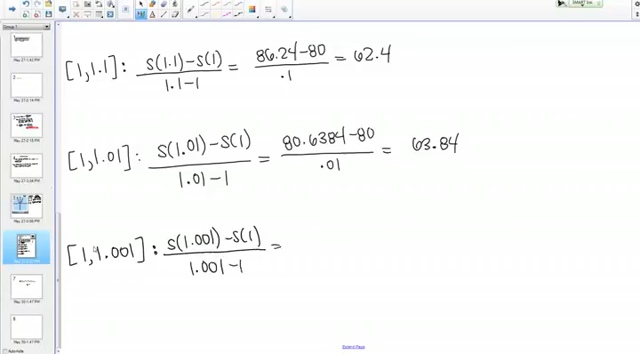 [1,1.1]: s(1.1)-s(1) / 1.1-1 = 86.24-80 / .1 = 62.4
[1,1.01]: s(1.01)-s(1) / 1.01-1 = 80.6384-80 / .01 = 63.84
[1,1.001]: s(1.001)-s(1) / 1.001-1 =
Extend Page